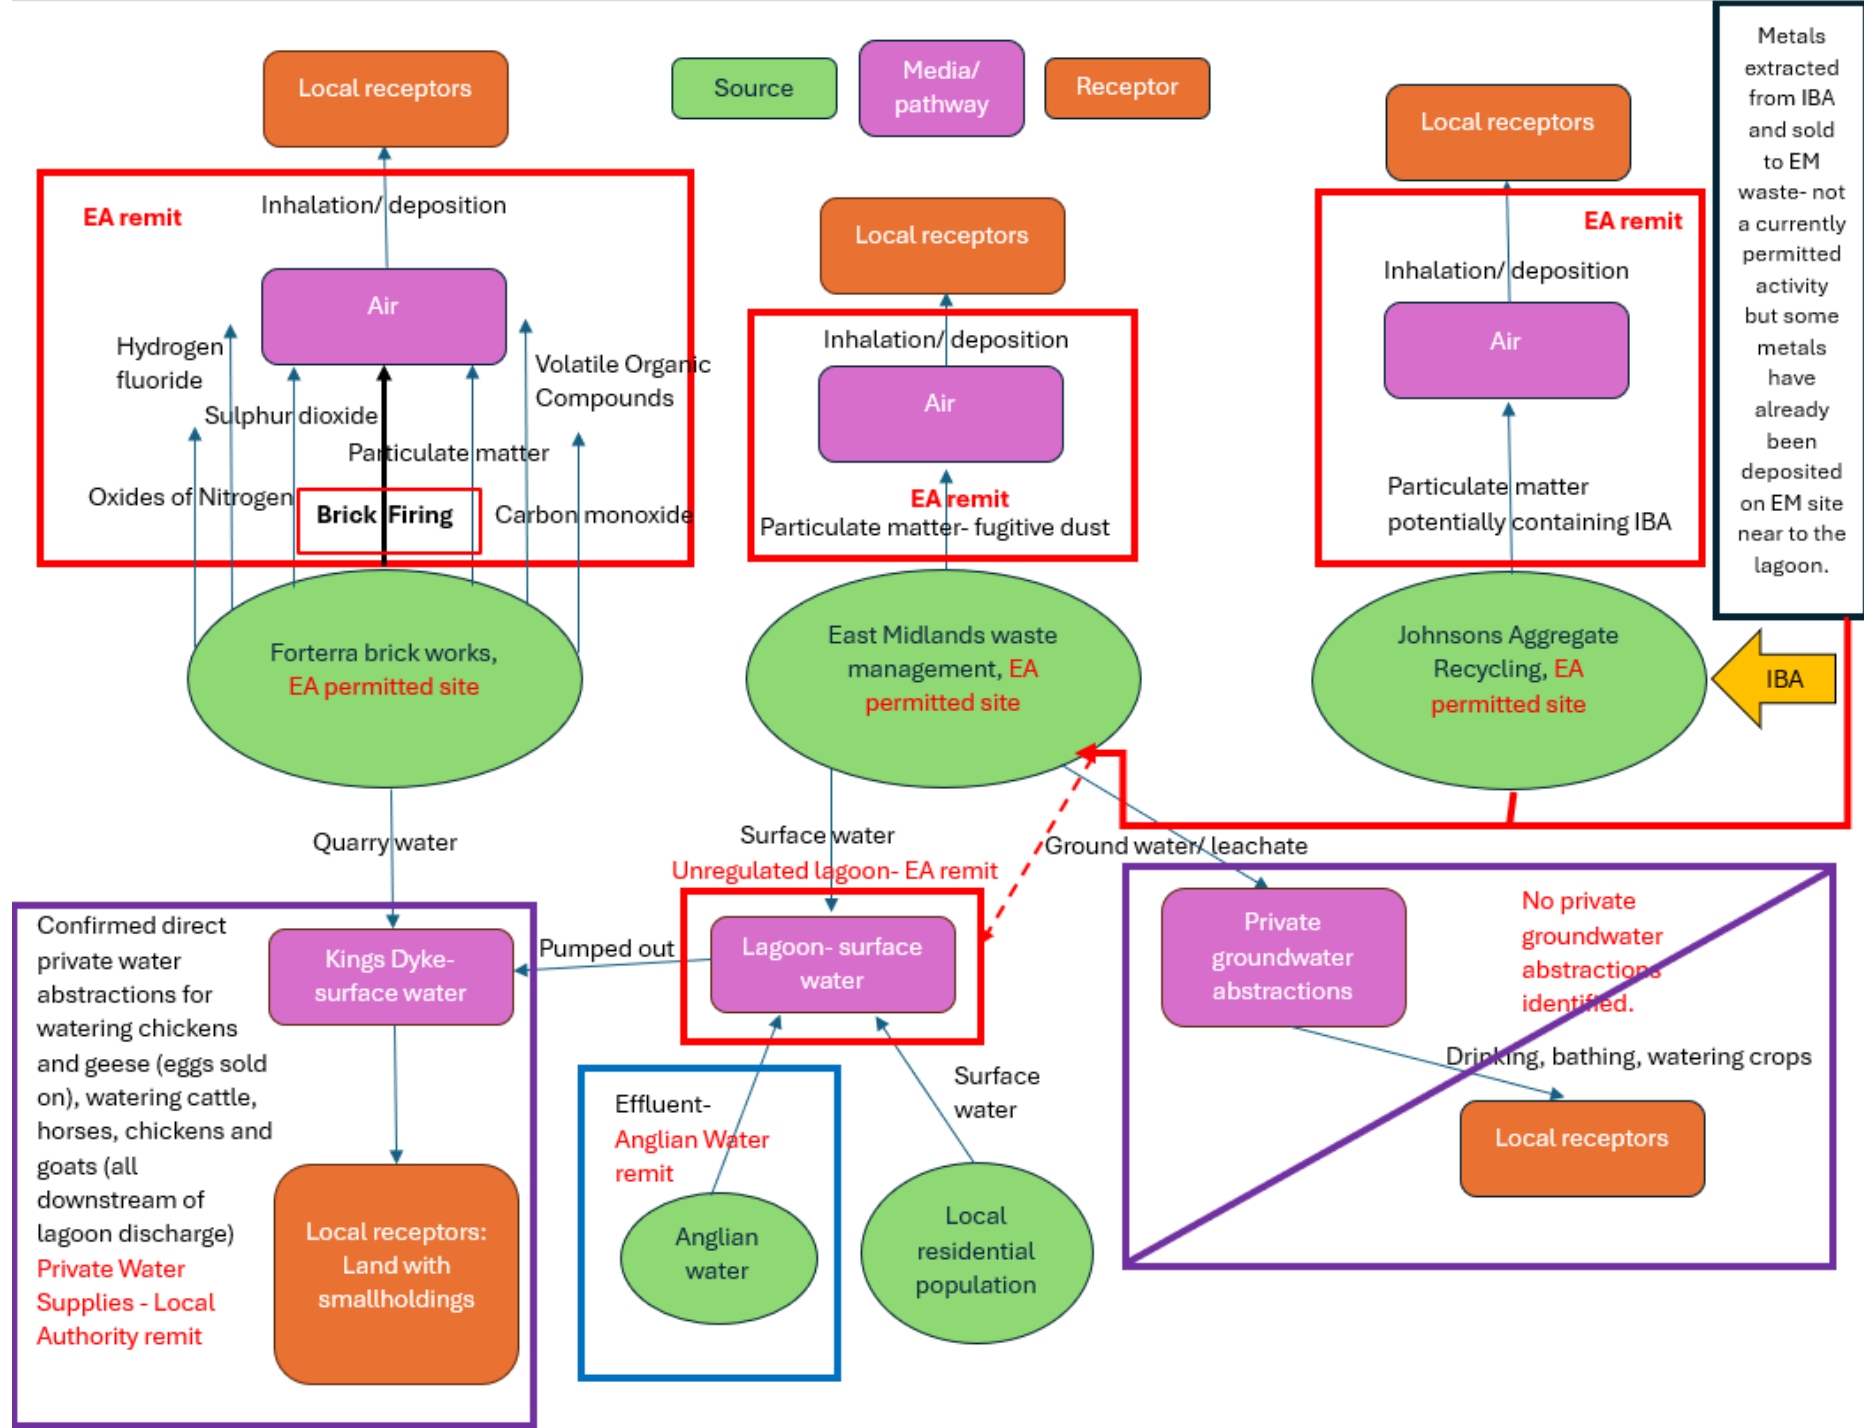 Local receptors
Source
Media/
pathway
Receptor
Local receptors
Metals
extracted
from IBA
and sold
to EM
waste- not
a currently
permitted
activity
but some
metals
have
already
been
deposited
on EM site
near to the
lagoon.
EA remit
Inhalation/ deposition
Air
Hydrogen
fluoride
Sulphur dioxide
Volatile Organic
Compounds
Particulate matter
Oxides of Nitrogen
Brick Firing
Carbon monoxide
Forterra brick works,
EA permitted site
Local receptors
Inhalation/ deposition
Air
EA remit
Particulate matter- fugitive dust
East Midlands waste
management, EA
permitted site
EA remit
Inhalation/ deposition
Air
Particulate matter
potentially containing IBA
Johnsons Aggregate
Recycling, EA
permitted site
IBA
Quarry water
Surface water
Unregulated lagoon- EA remit
Ground water/ leachate
Confirmed direct
private water
abstractions for
watering chickens
and geese (eggs sold
on), watering cattle,
horses, chickens and
goats (all
downstream of
lagoon discharge)
Private Water
Supplies - Local
Authority remit
Kings Dyke-
surface water
Pumped out
Lagoon- surface
water
Local receptors:
Land with
smallholdings
Effluent-
Anglian Water
remit
Anglian
water
Surface
water
Local
residential
population
Private
groundwater
abstractions
No private
groundwater
abstractions
identified.
Drinking, bathing, watering crops
Local receptors